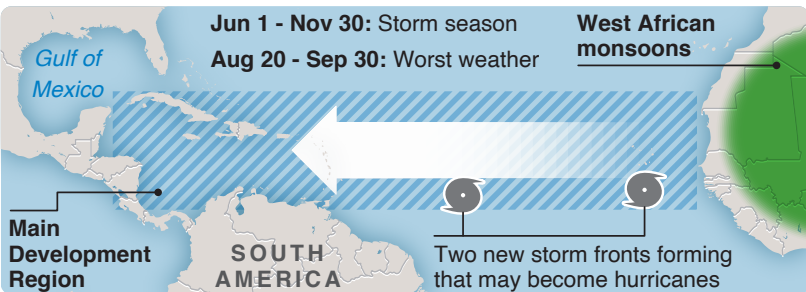 Jun 1 - Nov 30: Storm season
Aug 20 - Sep 30: Worst weather
West African
monsoons
Gulf of
Mexico
Main
Development
Region
SOUTH
AMERICA
Two new storm fronts forming
that may become hurricanes